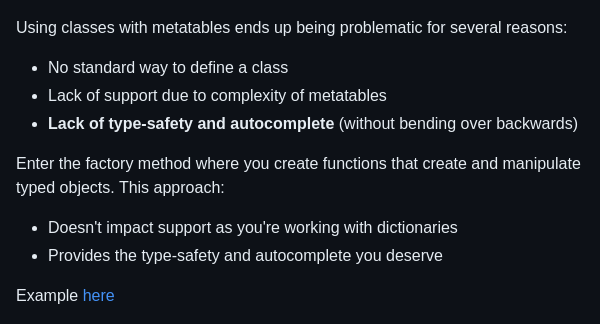 Using classes with metatables ends up being problematic for several reasons:
• No standard way to define a class
• Lack of support due to complexity of metatables
• Lack of type-safety and autocomplete (without bending over backwards)
Enter the factory method where you create functions that create and manipulate
typed objects. This approach:
• Doesn't impact support as you're working with dictionaries
• Provides the type-safety and autocomplete you deserve
Example here